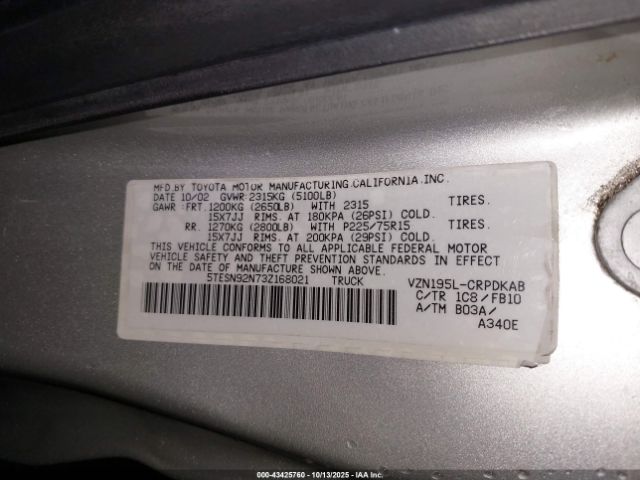 MFD.BY TOYOTA MOTOR MANUFACTURING,CALIFORNIA,INC.
DATE 10/02 GVWR 2315KG (5100LB)
GAWR FRT. 1200KG (2650LB) WITH 2315 TIRES.
15X7JJ RIMS. AT 180KPA (26PSI) COLD.
RR. 1270KG (2800LB) WITH P225/75R15 TIRES.
15X7JJ RIMS. AT 200KPA (29PSI) COLD.
THIS VEHICLE CONFORMS TO ALL APPLICABLE FEDERAL MOTOR
VEHICLE SAFETY AND THEFT PREVENTION STANDARDS IN EFFECT
ON THE DATE OF MANUFACTURE SHOWN ABOVE.
5TESN92N73Z168021 TRUCK VZN195L-CRPDKAB
C/TR 1C8/FB10
A/TM B03A/
A340E
000-43425760 - 10/13/2025 - IAAI.COM